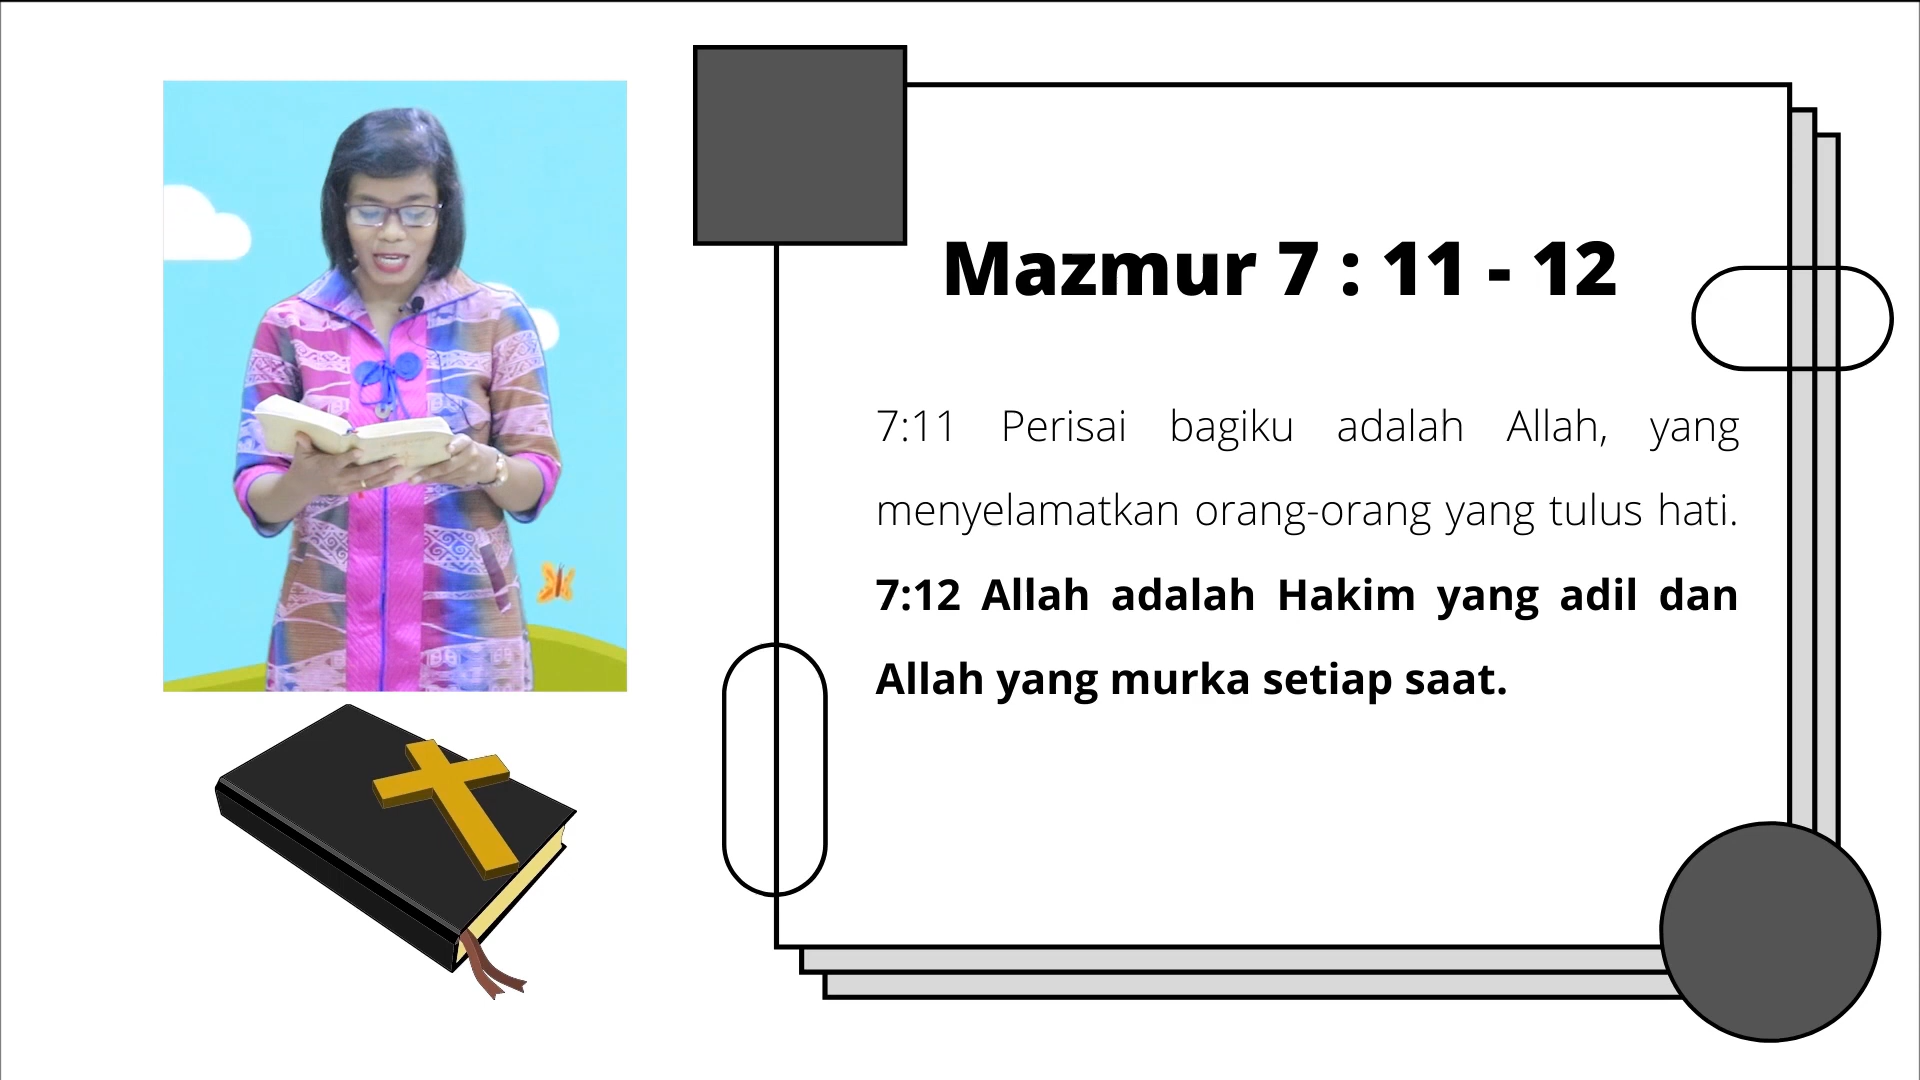 Mazmur 7 : 11 - 12
7:11 Perisai bagiku adalah Allah, yang
menyelamatkan orang-orang yang tulus hati.
7:12 Allah adalah Hakim yang adil dan
Allah yang murka setiap saat.